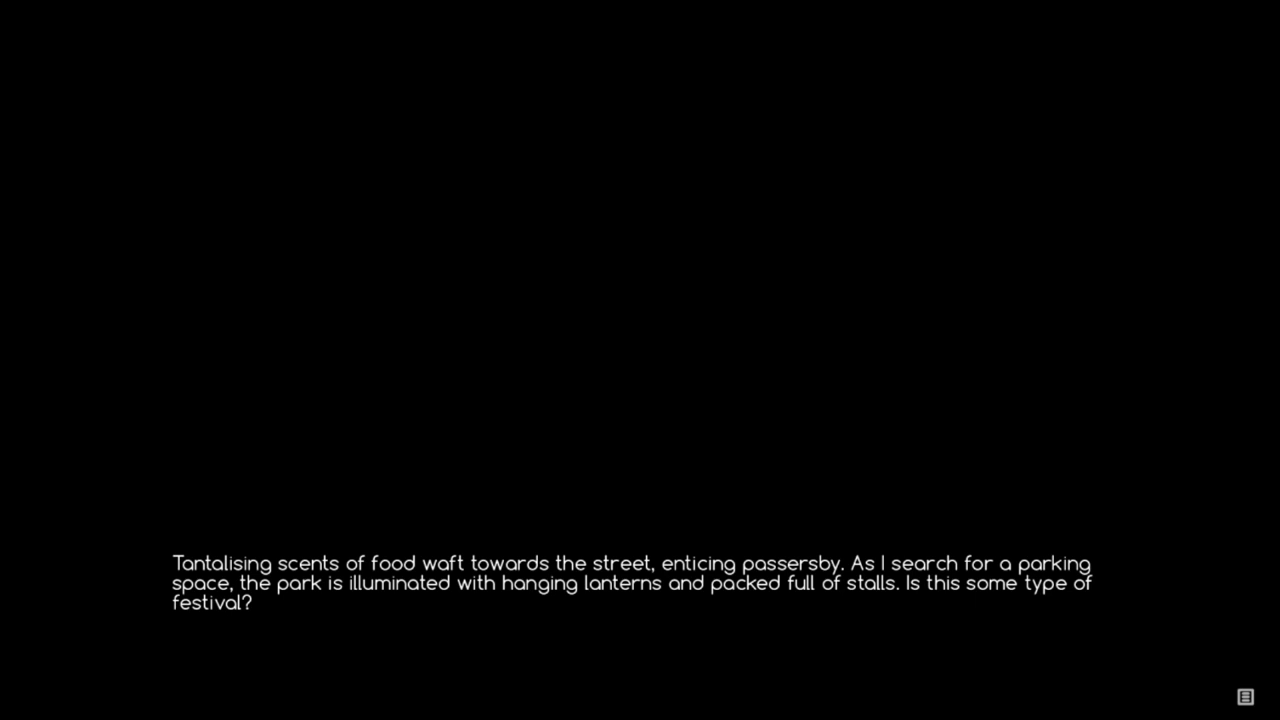 Tantalising scents of food waft towards the street, enticing passersby. As I search for a parking
space, the park is illuminated with hanging lanterns and packed full of stalls. Is this some type of
festival?